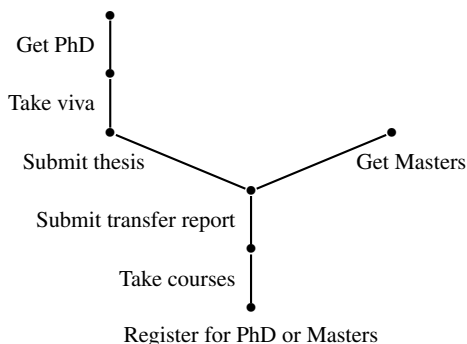 Get PhD
Take viva
Submit thesis
Get Masters
Submit transfer report
Take courses
Register for PhD or Masters